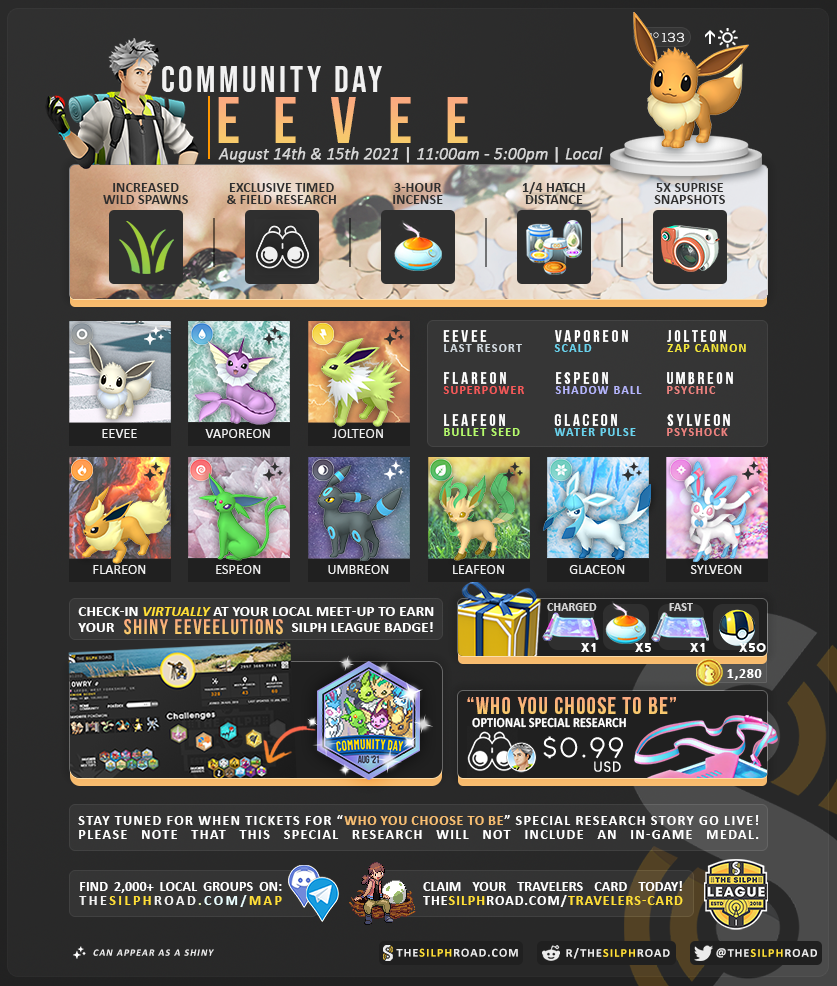 № 133
COMMUNITY DAY
EEVEE
August 14th & 15th 2021 | 11:00am - 5:00pm | Local
INCREASED
WILD SPAWNS
EXCLUSIVE TIMED
& FIELD RESEARCH
3-HOUR
INCENSE
1/4 HATCH
DISTANCE
5X SUPRISE
SNAPSHOTS
EEVEE
VAPOREON
JOLTEON
EEVEE
LAST RESORT
VAPOREON
SCALD
JOLTEON
ZAP CANNON
FLAREON
SUPERPOWER
ESPEON
SHADOW BALL
UMBREON
PSYCHIC
LEAFEON
BULLET SEED
GLACEON
WATER PULSE
SYLVEON
PSYSHOCK
FLAREON
ESPEON
UMBREON
LEAFEON
GLACEON
SYLVEON
CHECK-IN VIRTUALLY AT YOUR LOCAL MEET-UP TO EARN
YOUR SHINY EEVEELUTIONS SILPH LEAGUE BADGE!
THE SILPH ROAD
Challenges
COMMUNITY DAY
AUG '21
CHARGED
X1
X5
FAST
X1
X50
1,280
“WHO YOU CHOOSE TO BE”
OPTIONAL SPECIAL RESEARCH
$0.99
USD
STAY TUNED FOR WHEN TICKETS FOR “WHO YOU CHOOSE TO BE” SPECIAL RESEARCH STORY GO LIVE!
PLEASE NOTE THAT THIS SPECIAL RESEARCH WILL NOT INCLUDE AN IN-GAME MEDAL.
FIND 2,000+ LOCAL GROUPS ON:
THESILPHROAD.COM/MAP
CLAIM YOUR TRAVELERS CARD TODAY!
THESILPHROAD.COM/TRAVELERS-CARD
THE SILPH
LEAGUE
ESTD 2018
CAN APPEAR AS A SHINY
THESILPHROAD.COM
R/THESILPHROAD
@THESILPHROAD